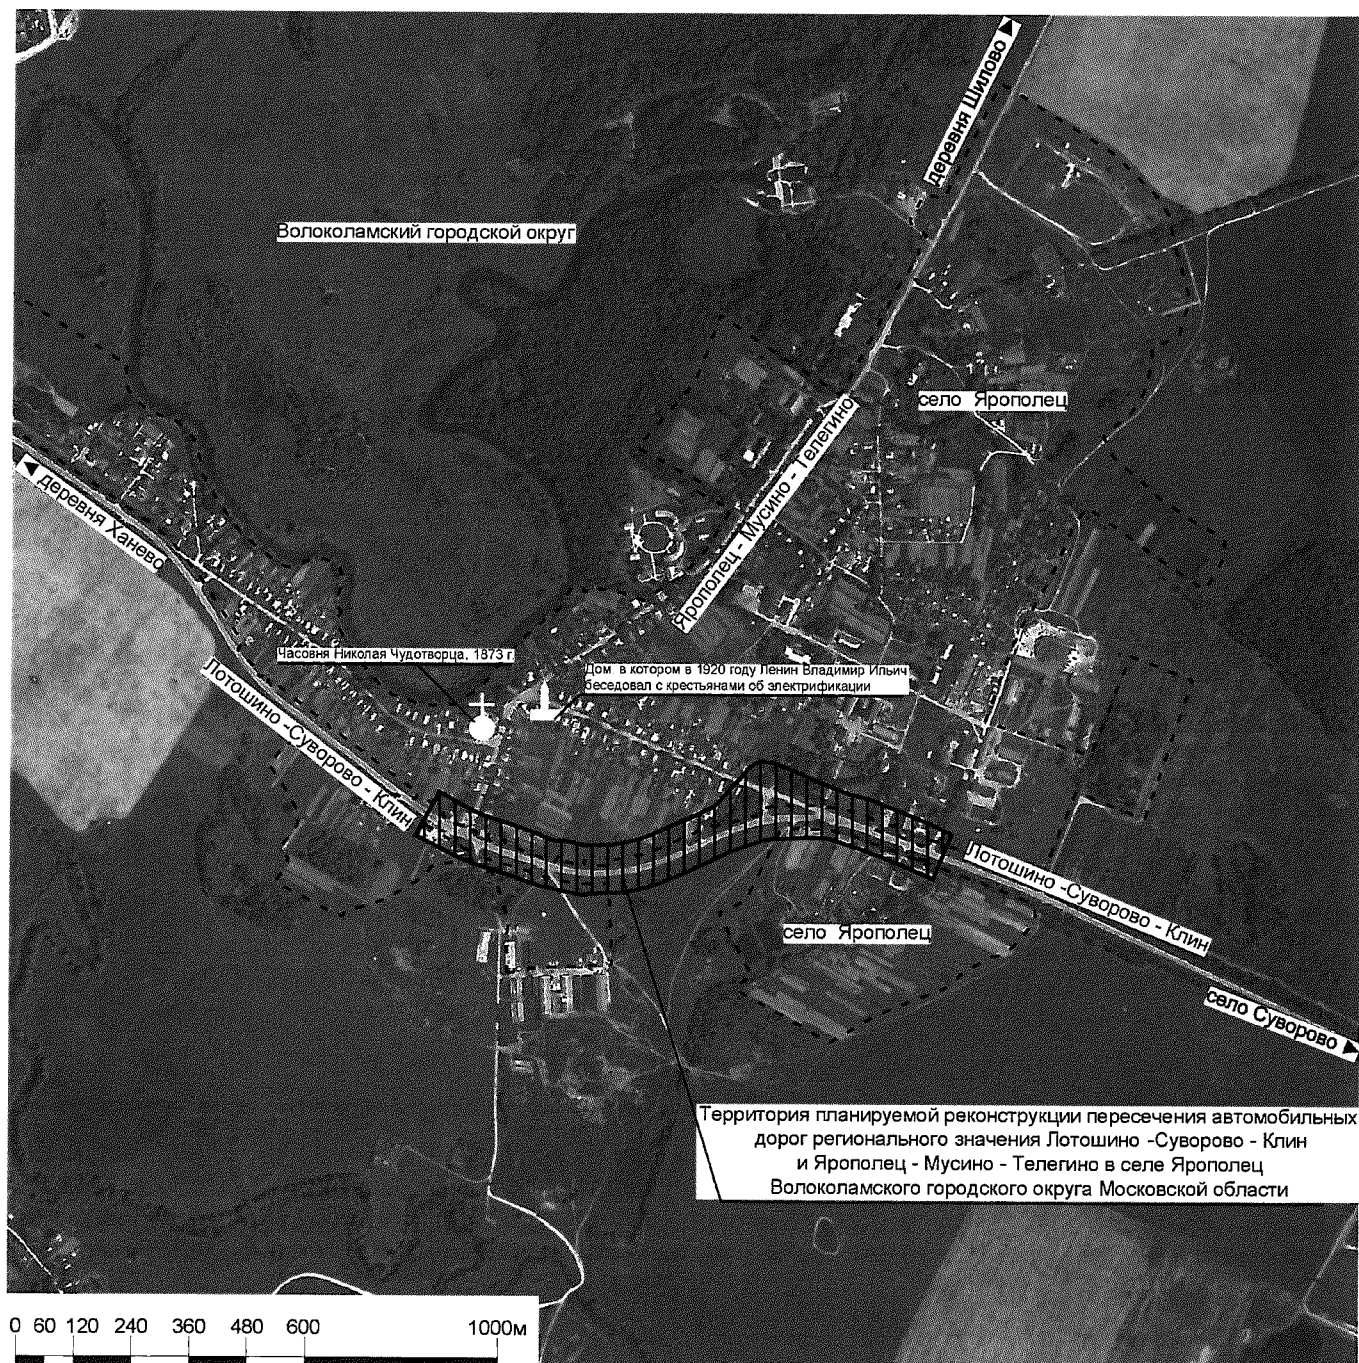 деревня Шилово
Волоколамский городской округ
село Ярополец
Ярополец - Мусино - Телегино
деревня Ханево
Часовня Николая Чудотворца. 1873 г.
Дом в котором в 1920 году Ленин Владимир Ильич
беседовал с крестьянами об электрификации
Лотошино -Суворово - Клин
Лотошино -Суворово - Клин
село Ярополец
село Суворово
Территория планируемой реконструкции пересечения автомобильных
дорог регионального значения Лотошино -Суворово - Клин
и Ярополец - Мусино - Телегино в селе Ярополец
Волоколамского городского округа Московской области
0 60 120 240 360 480 600 1000м